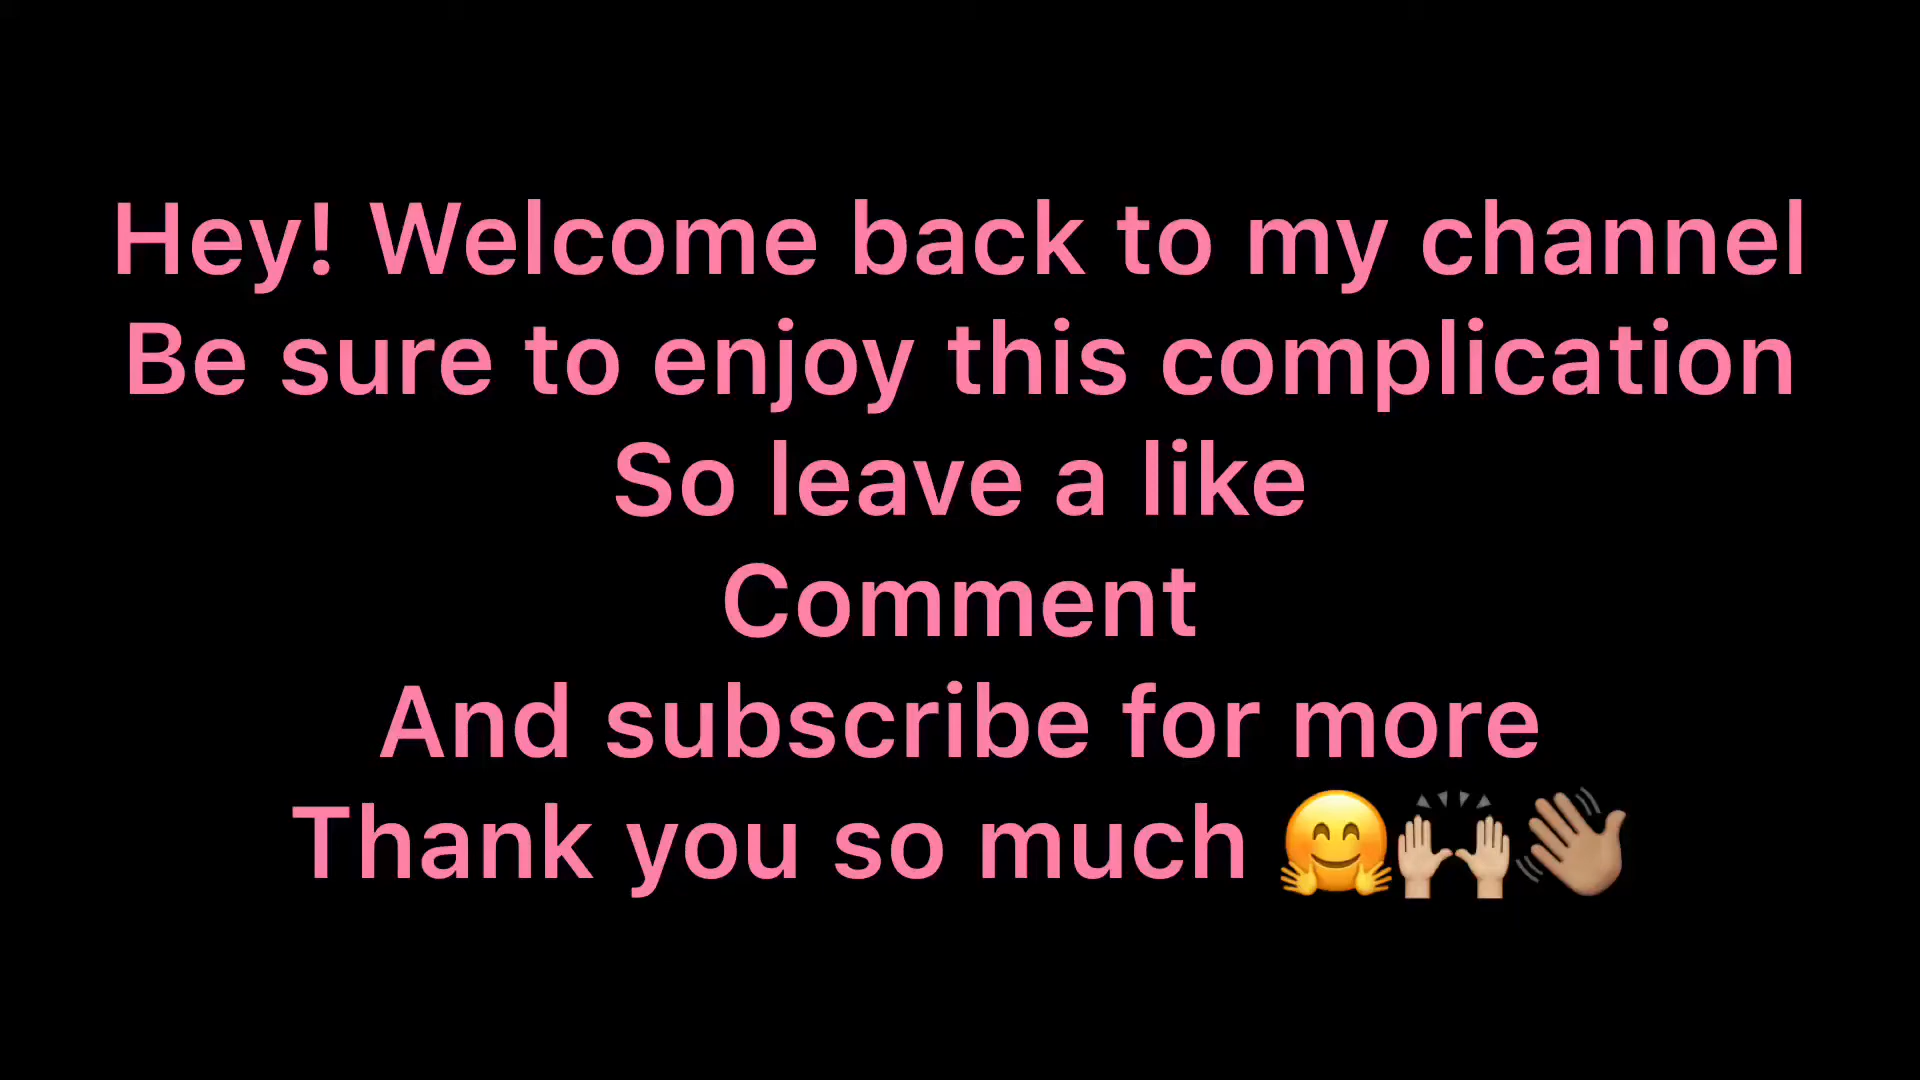 Hey! Welcome back to my channel
Be sure to enjoy this complication
So leave a like
Comment
And subscribe for more
Thank you so much 🤗🙌🏼👋🏽